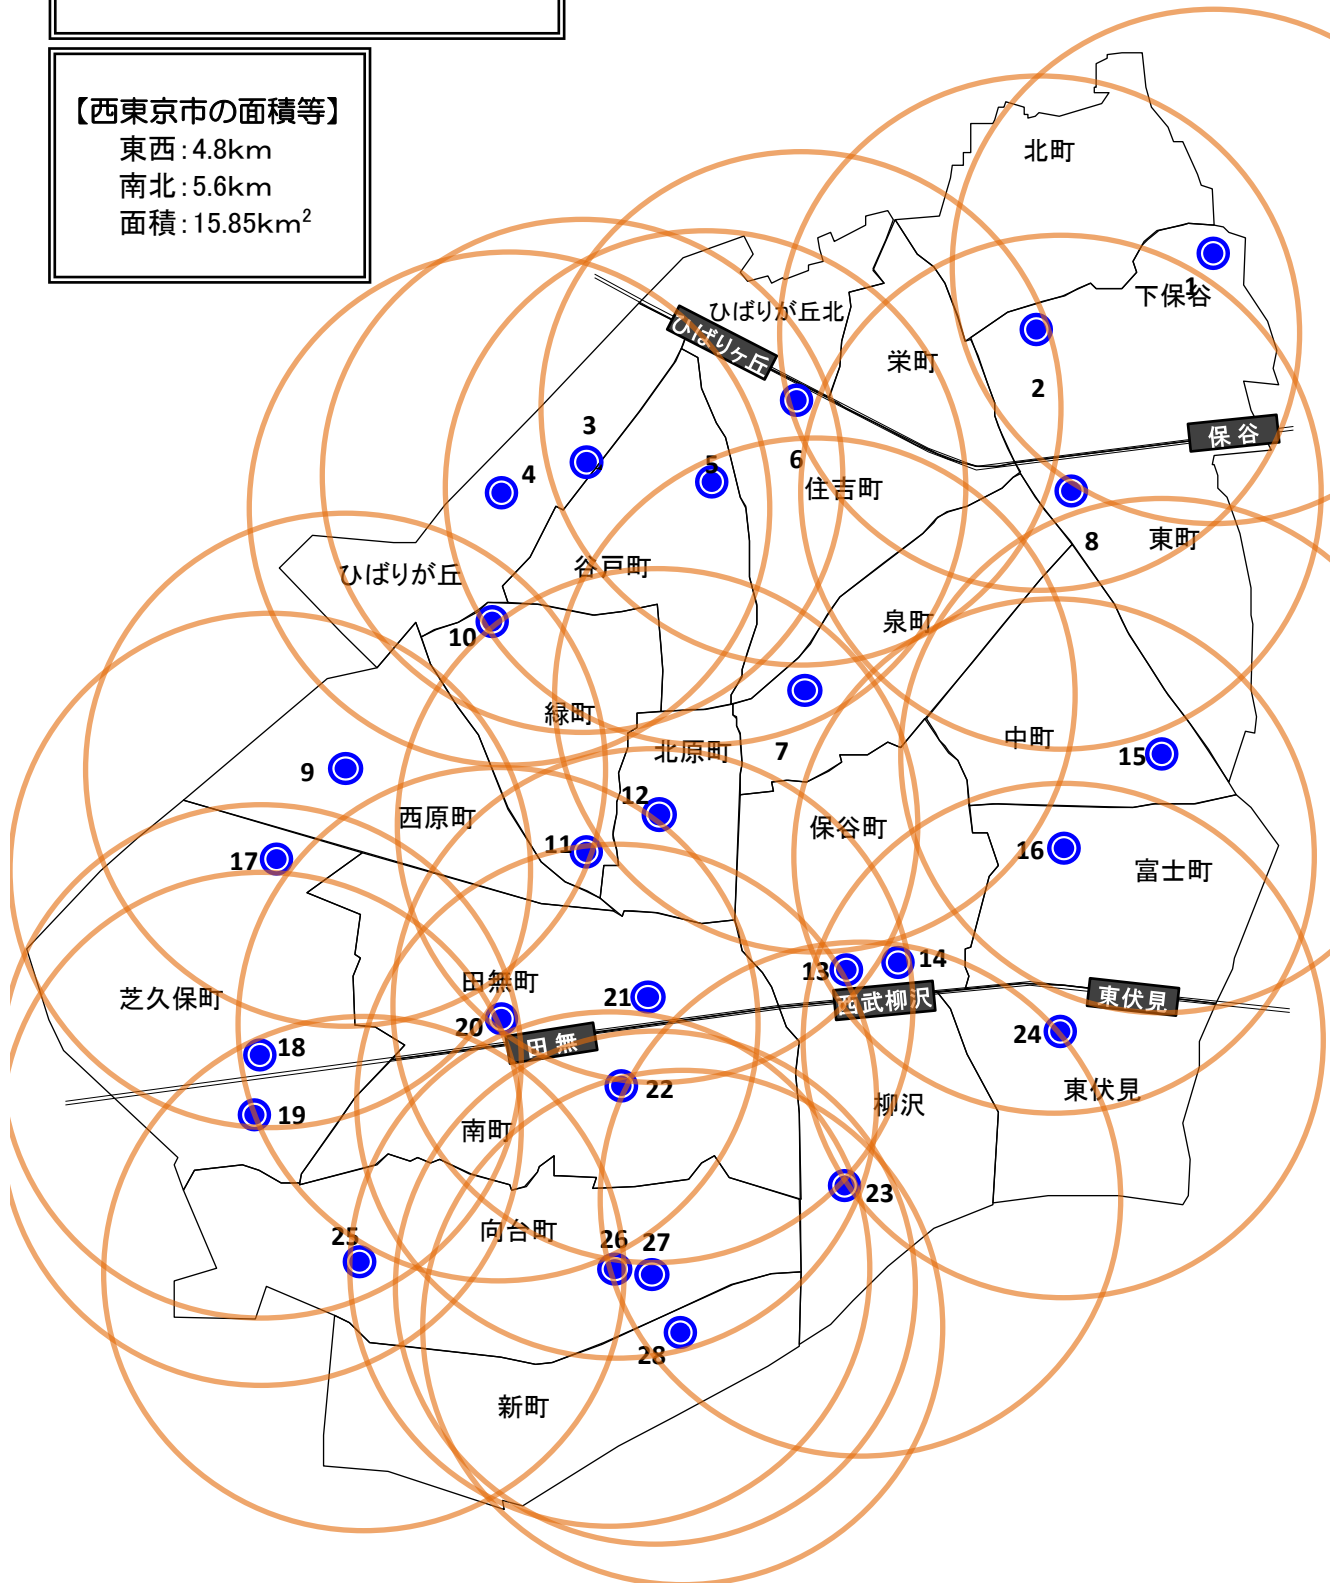 【西東京市の面積等】
東西：4.8km
南北：5.6km
面積：15.85km²
北町
1
下保谷
ひばりが丘北
ひばりヶ丘
栄町
2
保谷
3
4
5
6
住吉町
8
東町
ひばりが丘
谷戸町
泉町
10
緑町
北原町
7
中町
15
9
西原町
12
保谷町
11
16
富士町
17
田無町
21
13
14
西武柳沢
東伏見
芝久保町
20
田無
24
18
22
柳沢
東伏見
19
南町
23
25
向台町
26
27
28
新町